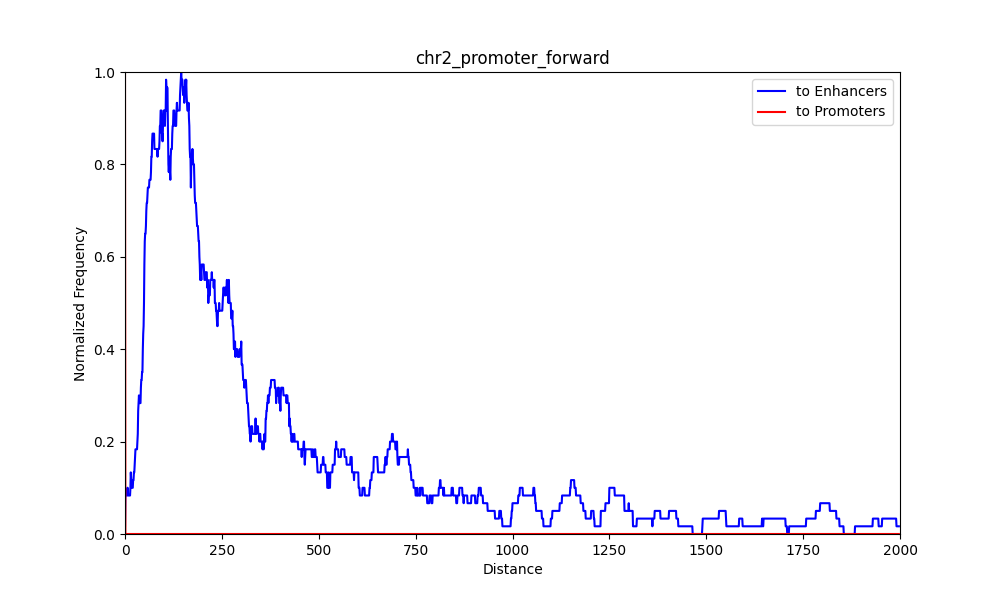 chr2_promoter_forward
to Enhancers
to Promoters
Normalized Frequency
1.0
0.8
0.6
0.4
0.2
0.0
0 250 500 750 1000 1250 1500 1750 2000
Distance